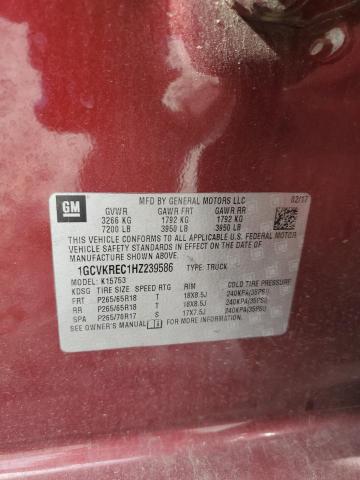 GM
MFD BY GENERAL MOTORS LLC 02/17
GVWR GAWR FRT GAWR RR
3266 KG 1792 KG 1792 KG
7200 LB 3950 LB 3950 LB
THIS VEHICLE CONFORMS TO ALL APPLICABLE U.S. FEDERAL MOTOR
VEHICLE SAFETY STANDARDS IN EFFECT ON THE DATE OF
MANUFACTURE SHOWN ABOVE.
1GCVKREC1HZ239586 TYPE: TRUCK
MODEL: K15753
KDSG TIRE SIZE SPEED RTG RIM COLD TIRE PRESSURE
FRT P265/65R18 T 18X8.5J 240KPA(35PSI)
RR P265/65R18 T 18X8.5J 240KPA(35PSI)
SPA P265/70R17 S 17X7.5J 240KPA(35PSI)
SEE OWNER'S MANUAL FOR ADDITIONAL INFORMATION.